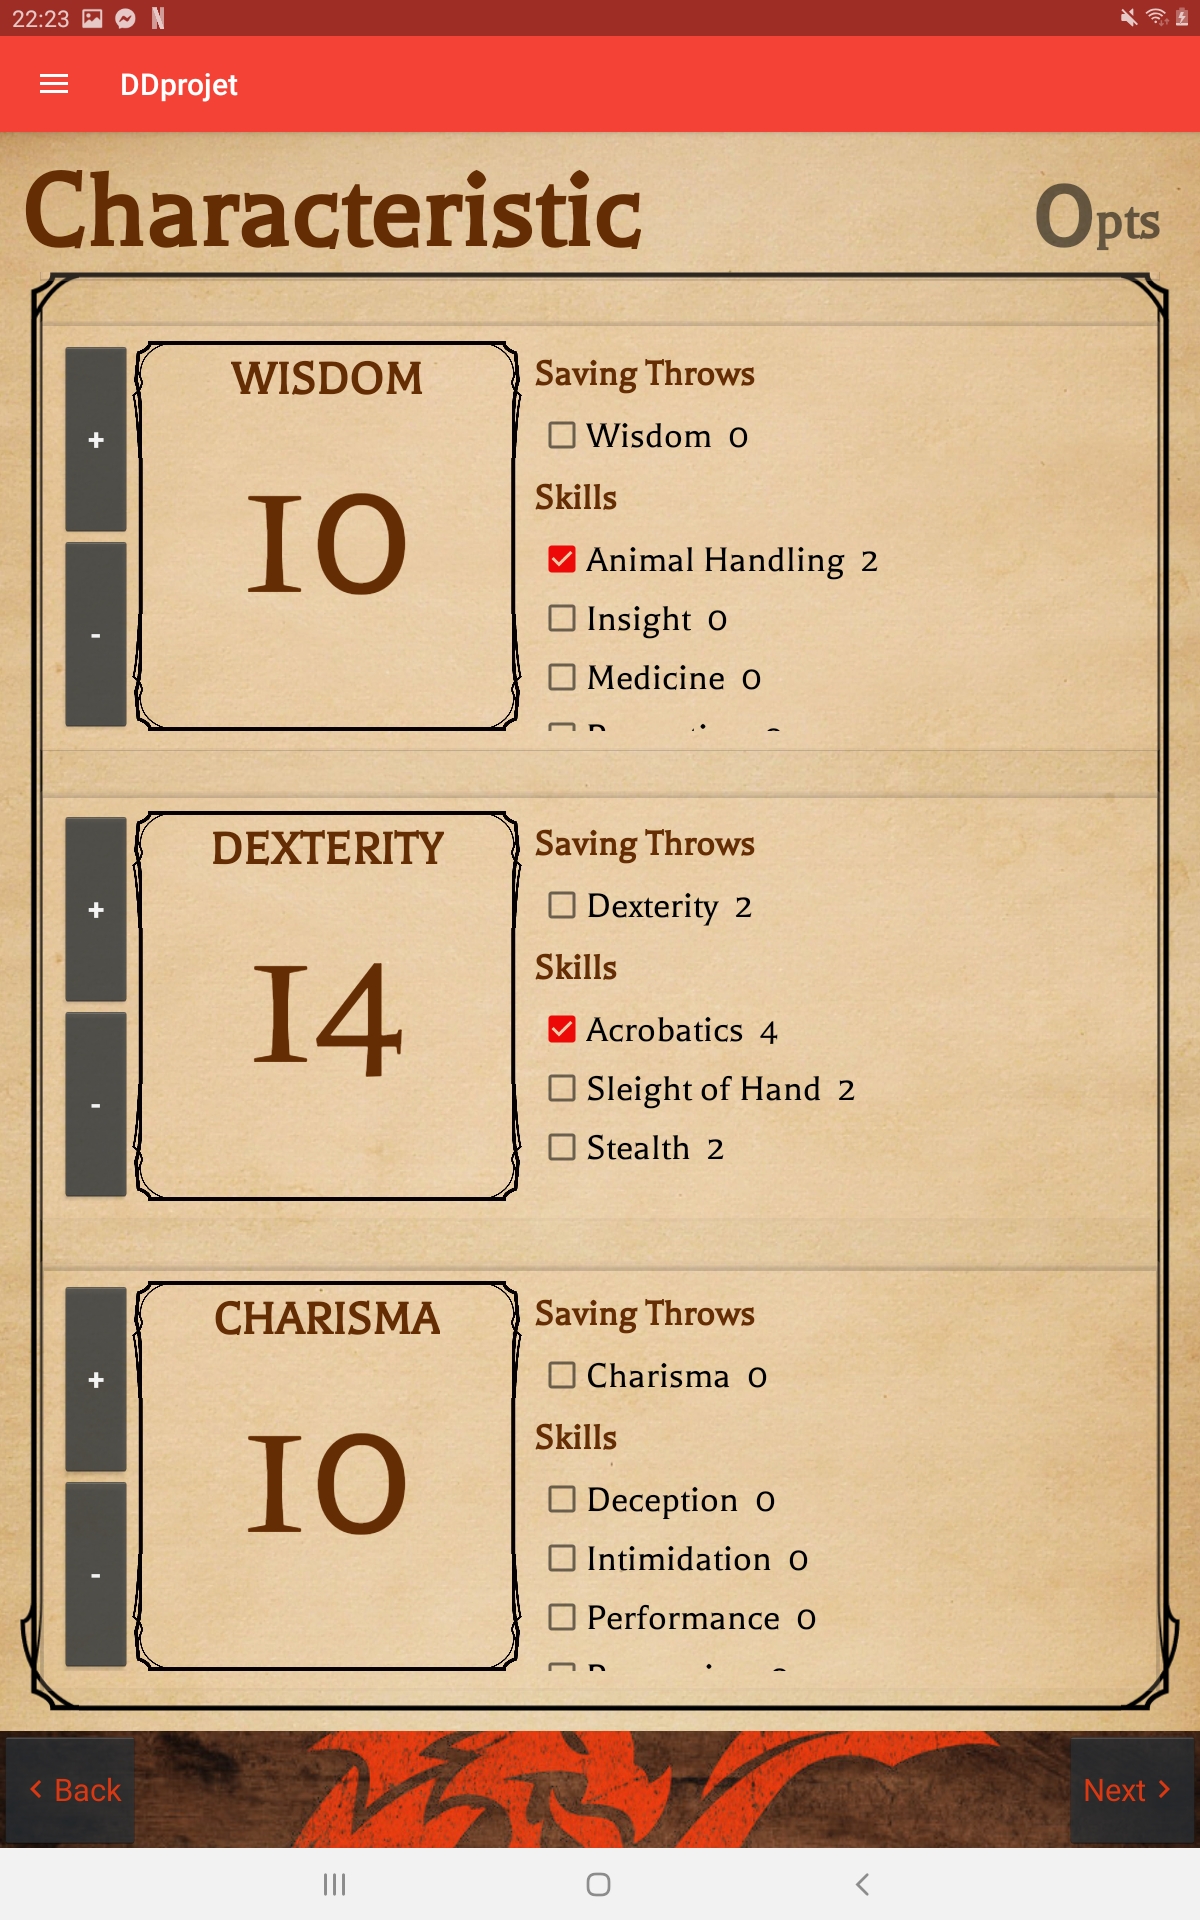 22:23
DDprojet
Characteristic
0pts
WISDOM
10
+
-
Saving Throws
Wisdom 0
Skills
Animal Handling 2
Insight 0
Medicine 0
DEXTERITY
14
+
-
Saving Throws
Dexterity 2
Skills
Acrobatics 4
Sleight of Hand 2
Stealth 2
CHARISMA
10
+
-
Saving Throws
Charisma 0
Skills
Deception 0
Intimidation 0
Performance 0
Back
Next